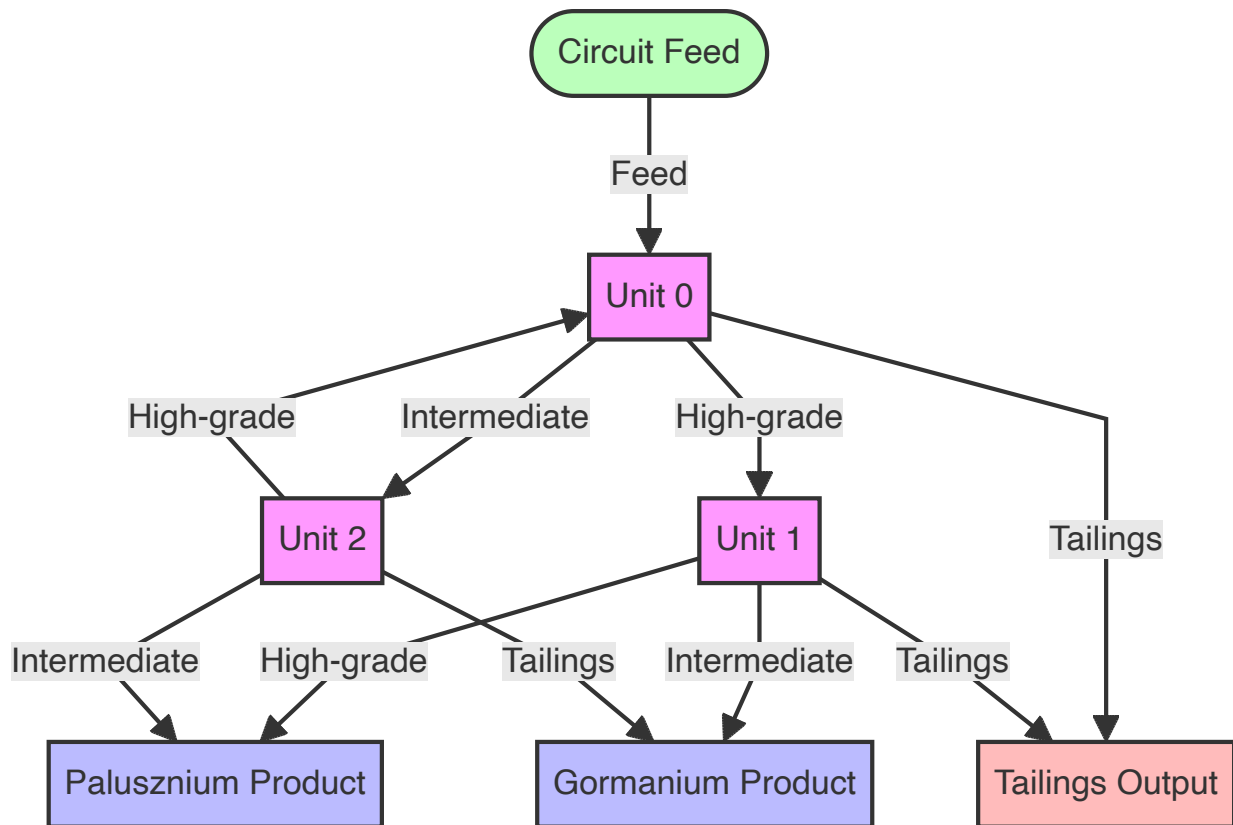 Circuit Feed
Feed
Unit 0
High-grade
Intermediate
High-grade
Unit 2
Unit 1
Tailings
Intermediate
High-grade
Tailings
Intermediate
Tailings
Palusznium Product
Gormanium Product
Tailings Output